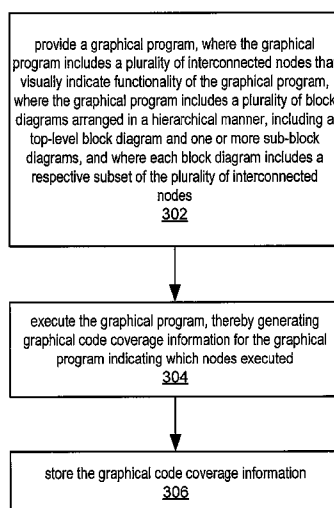 provide a graphical program, where the graphical
program includes a plurality of interconnected nodes that
visually indicate functionality of the graphical program,
where the graphical program includes a plurality of block
diagrams arranged in a hierarchical manner, including a
top-level block diagram and one or more sub-block
diagrams, and where each block diagram includes a
respective subset of the plurality of interconnected
nodes
302
execute the graphical program, thereby generating
graphical code coverage information for the graphical
program indicating which nodes executed
304
store the graphical code coverage information
306